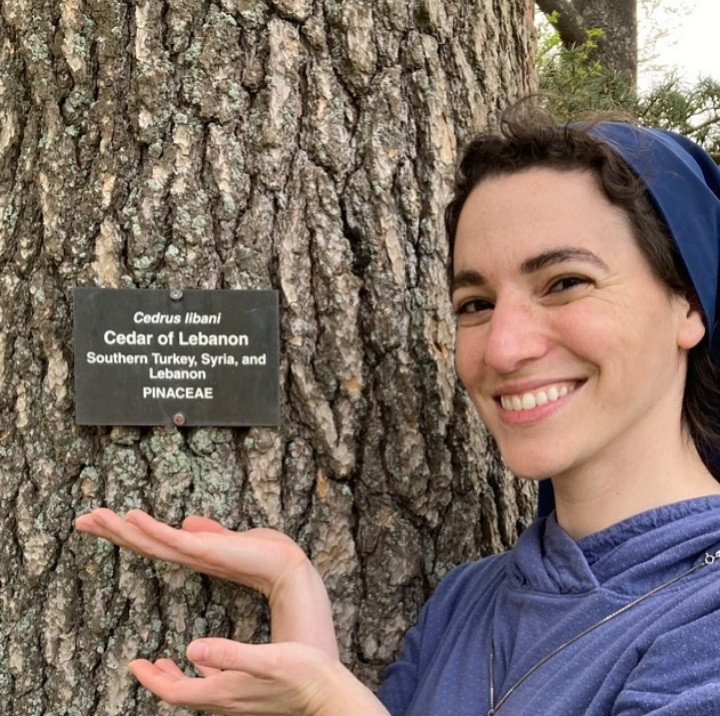 Cedrus libani
Cedar of Lebanon
Southern Turkey, Syria, and
Lebanon
PINACEAE